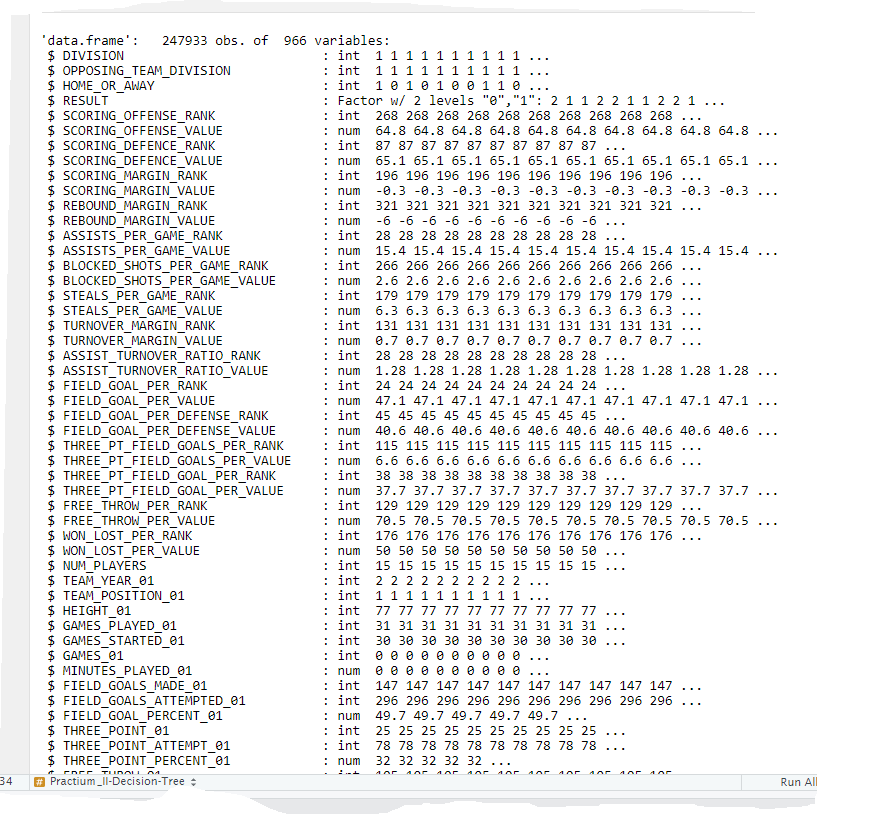 'data.frame':   247933 obs. of  966 variables:
$ DIVISION                     : int  1 1 1 1 1 1 1 1 1 1 ...
$ OPPOSING_TEAM_DIVISION       : int  1 1 1 1 1 1 1 1 1 1 ...
$ HOME_OR_AWAY                 : int  1 0 1 0 1 0 0 1 1 0 ...
$ RESULT                       : Factor w/ 2 levels "0","1": 2 1 1 2 2 1 1 2 2 1 ...
$ SCORING_OFFENSE_RANK         : int  268 268 268 268 268 268 268 268 268 268 ...
$ SCORING_OFFENSE_VALUE        : num  64.8 64.8 64.8 64.8 64.8 64.8 64.8 64.8 64.8 64.8 ...
$ SCORING_DEFENCE_RANK         : int  87 87 87 87 87 87 87 87 87 87 ...
$ SCORING_DEFENCE_VALUE        : num  65.1 65.1 65.1 65.1 65.1 65.1 65.1 65.1 65.1 65.1 ...
$ SCORING_MARGIN_RANK          : int  196 196 196 196 196 196 196 196 196 196 ...
$ SCORING_MARGIN_VALUE         : num  -0.3 -0.3 -0.3 -0.3 -0.3 -0.3 -0.3 -0.3 -0.3 -0.3 ...
$ REBOUND_MARGIN_RANK          : int  321 321 321 321 321 321 321 321 321 321 ...
$ REBOUND_MARGIN_VALUE         : num  -6 -6 -6 -6 -6 -6 -6 -6 -6 -6 ...
$ ASSISTS_PER_GAME_RANK        : int  28 28 28 28 28 28 28 28 28 28 ...
$ ASSISTS_PER_GAME_VALUE       : num  15.4 15.4 15.4 15.4 15.4 15.4 15.4 15.4 15.4 15.4 ...
$ BLOCKED_SHOTS_PER_GAME_RANK  : int  266 266 266 266 266 266 266 266 266 266 ...
$ BLOCKED_SHOTS_PER_GAME_VALUE : num  2.6 2.6 2.6 2.6 2.6 2.6 2.6 2.6 2.6 2.6 ...
$ STEALS_PER_GAME_RANK         : int  179 179 179 179 179 179 179 179 179 179 ...
$ STEALS_PER_GAME_VALUE        : num  6.3 6.3 6.3 6.3 6.3 6.3 6.3 6.3 6.3 6.3 ...
$ TURNOVER_MARGIN_RANK         : int  131 131 131 131 131 131 131 131 131 131 ...
$ TURNOVER_MARGIN_VALUE        : num  0.7 0.7 0.7 0.7 0.7 0.7 0.7 0.7 0.7 0.7 ...
$ ASSIST_TURNOVER_RATIO_RANK   : int  28 28 28 28 28 28 28 28 28 28 ...
$ ASSIST_TURNOVER_RATIO_VALUE  : num  1.28 1.28 1.28 1.28 1.28 1.28 1.28 1.28 1.28 1.28 ...
$ FIELD_GOAL_PER_RANK          : int  24 24 24 24 24 24 24 24 24 24 ...
$ FIELD_GOAL_PER_VALUE         : num  47.1 47.1 47.1 47.1 47.1 47.1 47.1 47.1 47.1 47.1 ...
$ FIELD_GOAL_PER_DEFENSE_RANK  : int  45 45 45 45 45 45 45 45 45 45 ...
$ FIELD_GOAL_PER_DEFENSE_VALUE : num  40.6 40.6 40.6 40.6 40.6 40.6 40.6 40.6 40.6 40.6 ...
$ THREE_PT_FIELD_GOALS_PER_RANK    : int  115 115 115 115 115 115 115 115 115 115 ...
$ THREE_PT_FIELD_GOALS_PER_VALUE   : num  6.6 6.6 6.6 6.6 6.6 6.6 6.6 6.6 6.6 6.6 ...
$ THREE_PT_FIELD_GOAL_PER_RANK : int  38 38 38 38 38 38 38 38 38 38 ...
$ THREE_PT_FIELD_GOAL_PER_VALUE    : num  37.7 37.7 37.7 37.7 37.7 37.7 37.7 37.7 37.7 37.7 ...
$ FREE_THROW_PER_RANK          : int  129 129 129 129 129 129 129 129 129 129 ...
$ FREE_THROW_PER_VALUE         : num  70.5 70.5 70.5 70.5 70.5 70.5 70.5 70.5 70.5 70.5 ...
$ WON_LOST_PER_RANK            : int  176 176 176 176 176 176 176 176 176 176 ...
$ WON_LOST_PER_VALUE           : num  50 50 50 50 50 50 50 50 50 50 ...
$ NUM_PLAYERS                  : int  15 15 15 15 15 15 15 15 15 15 ...
$ TEAM_YEAR_01                 : int  2 2 2 2 2 2 2 2 2 2 ...
$ TEAM_POSITION_01             : int  1 1 1 1 1 1 1 1 1 1 ...
$ HEIGHT_01                    : int  77 77 77 77 77 77 77 77 77 77 ...
$ GAMES_PLAYED_01              : int  31 31 31 31 31 31 31 31 31 31 ...
$ GAMES_STARTED_01             : int  30 30 30 30 30 30 30 30 30 30 ...
$ GAMES_01                     : int  0 0 0 0 0 0 0 0 0 0 ...
$ MINUTES_PLAYED_01            : int  0 0 0 0 0 0 0 0 0 0 ...
$ FIELD_GOALS_MADE_01          : int  147 147 147 147 147 147 147 147 147 147 ...
$ FIELD_GOALS_ATTEMPTED_01     : int  296 296 296 296 296 296 296 296 296 296 ...
$ FIELD_GOAL_PERCENT_01        : num  49.7 49.7 49.7 49.7 49.7 ...
$ THREE_POINT_01               : int  25 25 25 25 25 25 25 25 25 25 ...
$ THREE_POINT_ATTEMPT_01       : int  78 78 78 78 78 78 78 78 78 78 ...
$ THREE_POINT_PERCENT_01       : num  32 32 32 32 32 ...
34 # Practium_II-Decision-Tree Run All